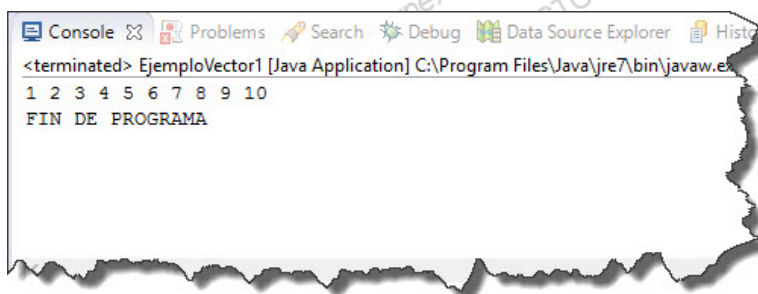 Console Problems Search Debug Data Source Explorer Histo
<terminated> EjemploVector1 [Java Application] C:\Program Files\Java\jre7\bin\javaw.ex
1 2 3 4 5 6 7 8 9 10
FIN DE PROGRAMA